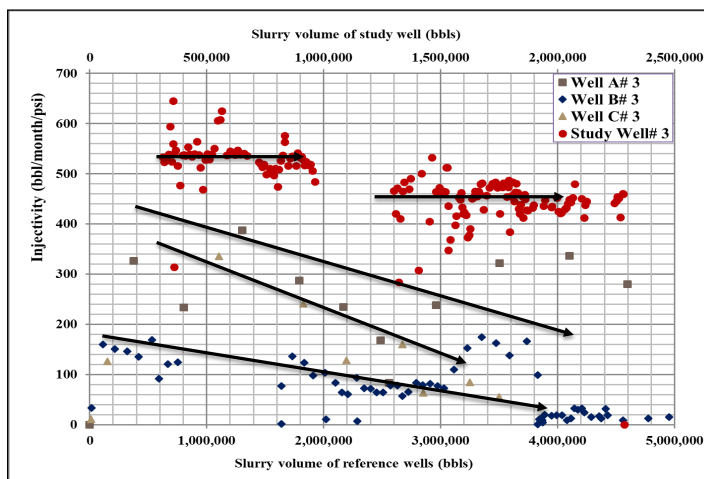 Slurry volume of study well (bbls)
0 500,000 1,000,000 1,500,000 2,000,000 2,500,000
700
600
500
400
300
200
100
0
Injectivity (bbl/month/psi)
Well A# 3
Well B# 3
Well C# 3
Study Well# 3
0 1,000,000 2,000,000 3,000,000 4,000,000 5,000,000
Slurry volume of reference wells (bbls)